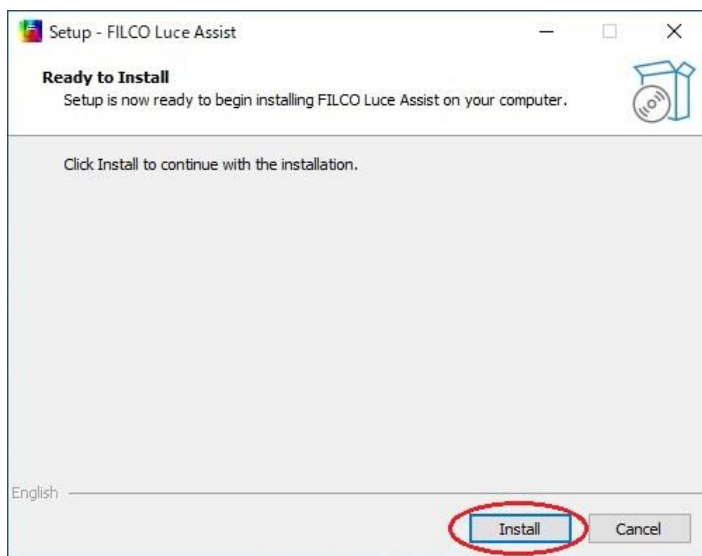 Setup - FILCO Luce Assist
Ready to Install
Setup is now ready to begin installing FILCO Luce Assist on your computer.
Click Install to continue with the installation.
English
Install
Cancel